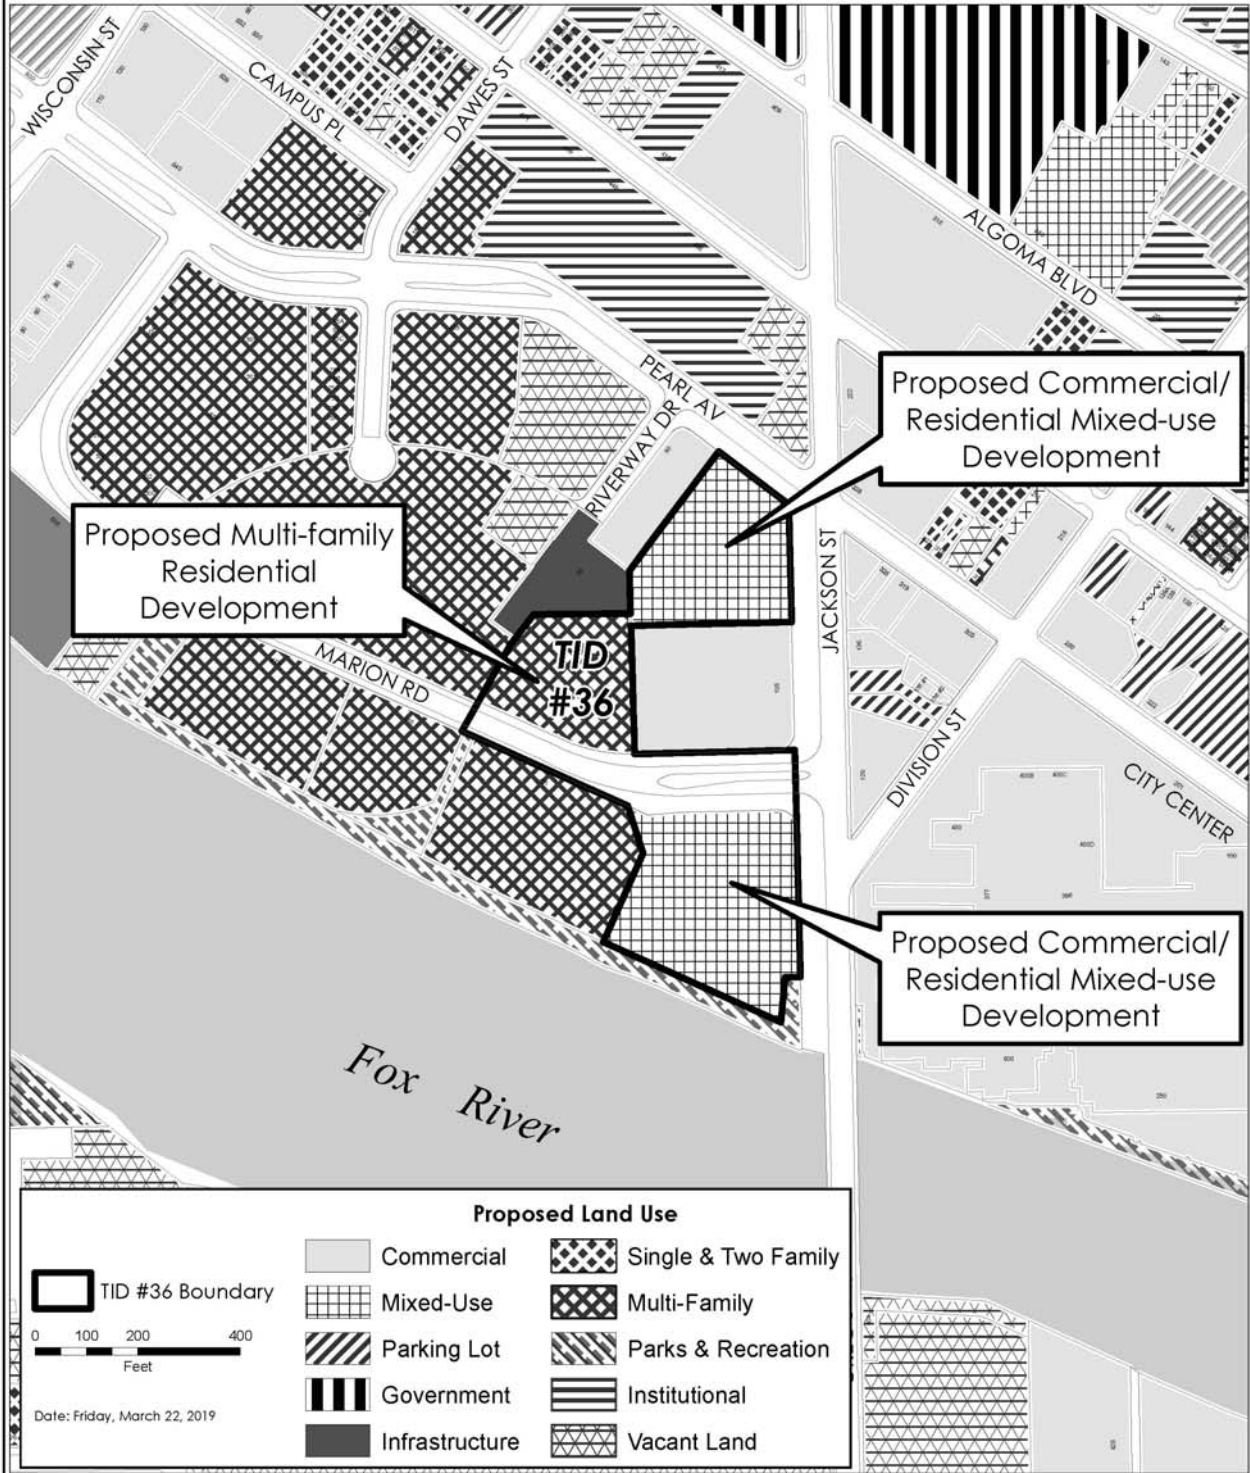 WISCONSIN ST
CAMPUS PL
DAWES ST
ALGOMA BLVD
PEARL AV
RIVERWAY DR
Proposed Commercial/
Residential Mixed-use
Development
Proposed Multi-family
Residential
Development
JACKSON ST
TID
#36
MARION RD
DIVISION ST
CITY CENTER
Proposed Commercial/
Residential Mixed-use
Development
Fox River
Proposed Land Use
TID #36 Boundary
0 100 200 400
Feet
Date: Friday, March 22, 2019
Commercial
Mixed-Use
Parking Lot
Government
Infrastructure
Single & Two Family
Multi-Family
Parks & Recreation
Institutional
Vacant Land